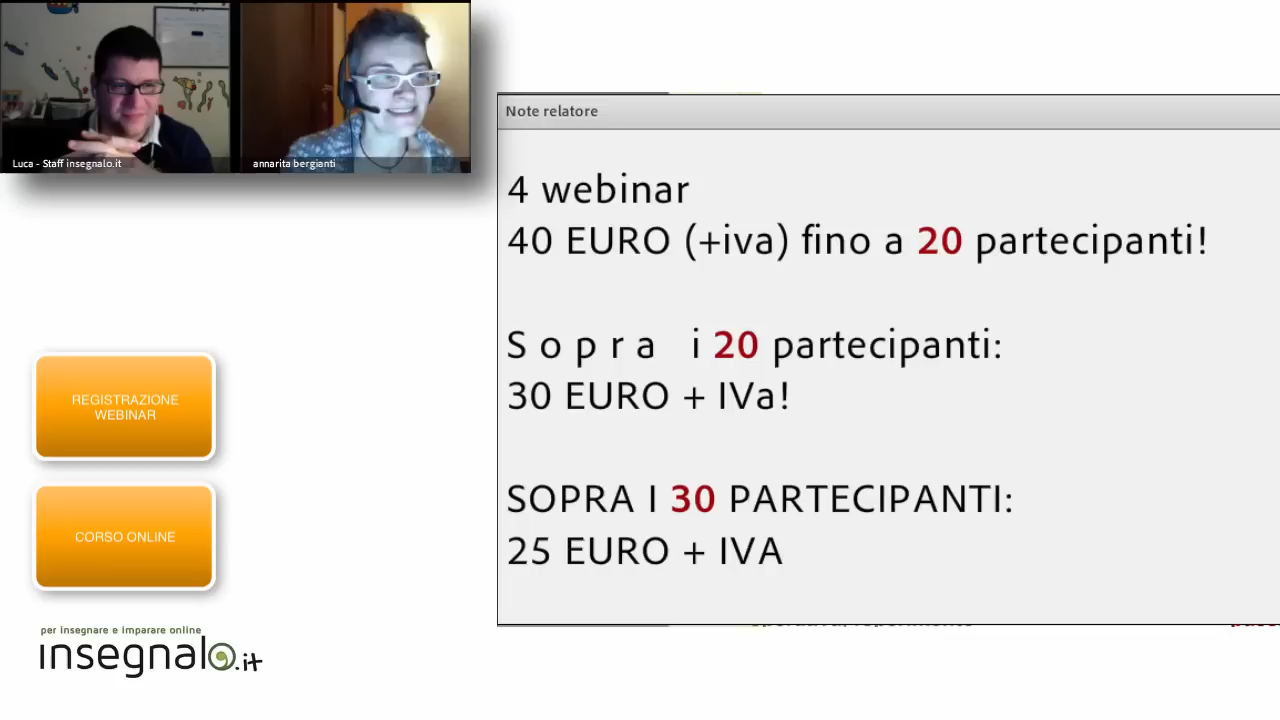 Luca - Staff insegnalo.it
annarita bergianti
Note relatore
4 webinar
40 EURO (+iva) fino a 20 partecipanti!
Sopra i 20 partecipanti:
30 EURO + IVa!
SOPRA I 30 PARTECIPANTI:
25 EURO + IVA
REGISTRAZIONE
WEBINAR
CORSO ONLINE
per insegnare e imparare online
insegnalo.it